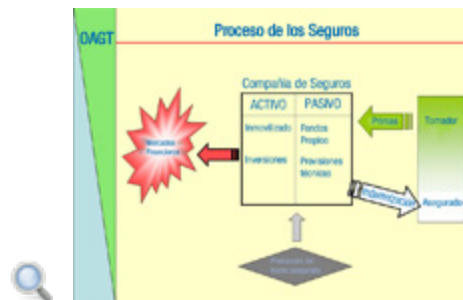 OAGT
Proceso de los Seguros
Compañía de Seguros
ACTIVO
PASIVO
Inmovilizado
Fondos
Propios
Inversiones
Provisiones
técnicas
Mercados
Financieros
Primas
Tomador
Indemnización
Asegurado